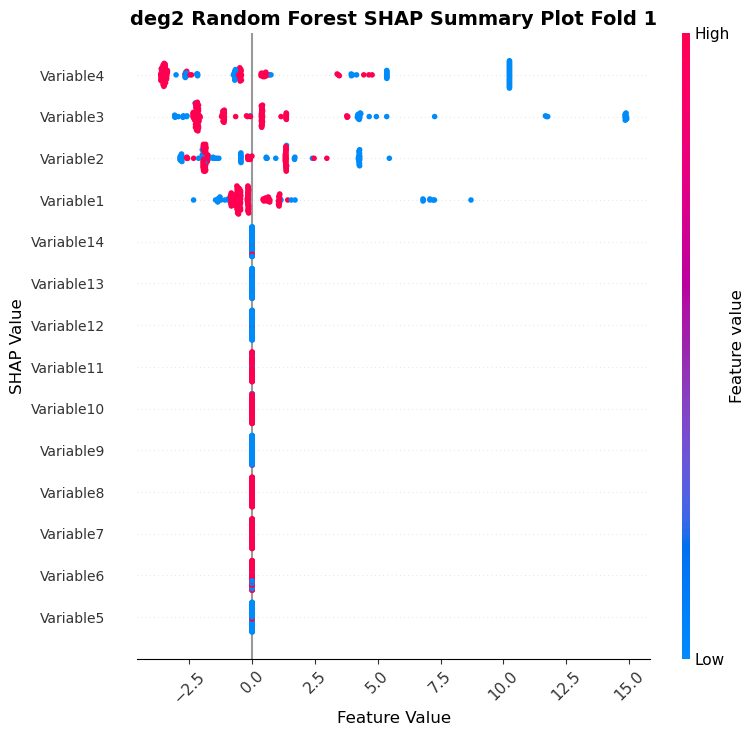 deg2 Random Forest SHAP Summary Plot Fold 1
High
Variable4
Variable3
Variable2
Variable1
Variable14
Variable13
Variable12
Variable11
Variable10
Variable9
Variable8
Variable7
Variable6
Variable5
SHAP Value
Feature value
Low
−2.5
0.0
2.5
5.0
7.5
10.0
12.5
15.0
Feature Value